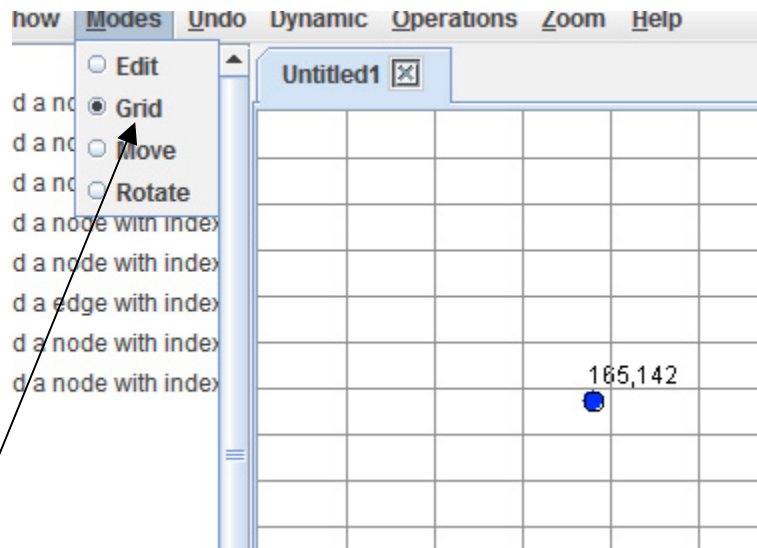 how Modes Undo Dynamic Operations Zoom Help
Edit
Grid
Move
Rotate
Untitled1
d a no
d a no
d a no
d a node with index
d a node with index
d a edge with index
d a node with index
d a node with index
165,142